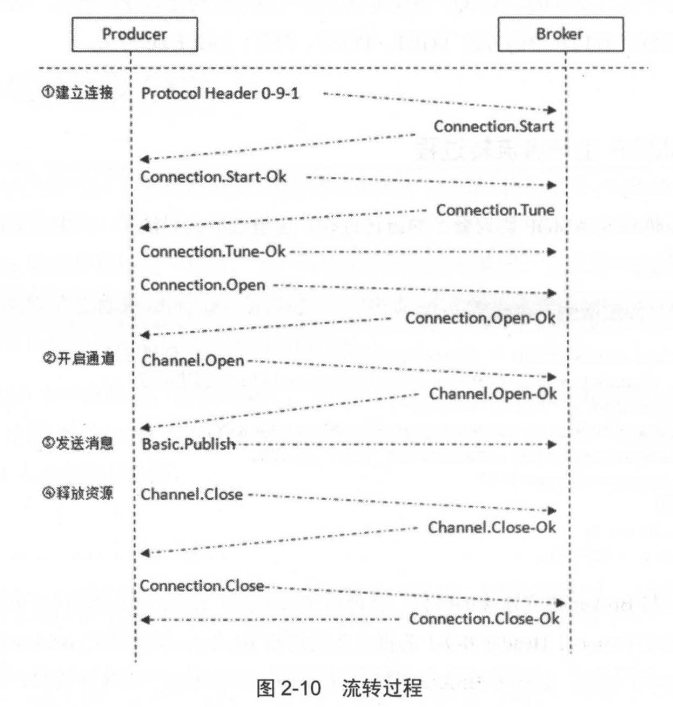 Producer Broker
①建立连接 Protocol Header 0-9-1
Connection.Start
Connection.Start-Ok
Connection.Tune
Connection.Tune-Ok
Connection.Open
Connection.Open-Ok
②开启通道 Channel.Open
Channel.Open-Ok
③发送消息 Basic.Publish
④释放资源 Channel.Close
Channel.Close-Ok
Connection.Close
Connection.Close-Ok
图 2-10 流转过程